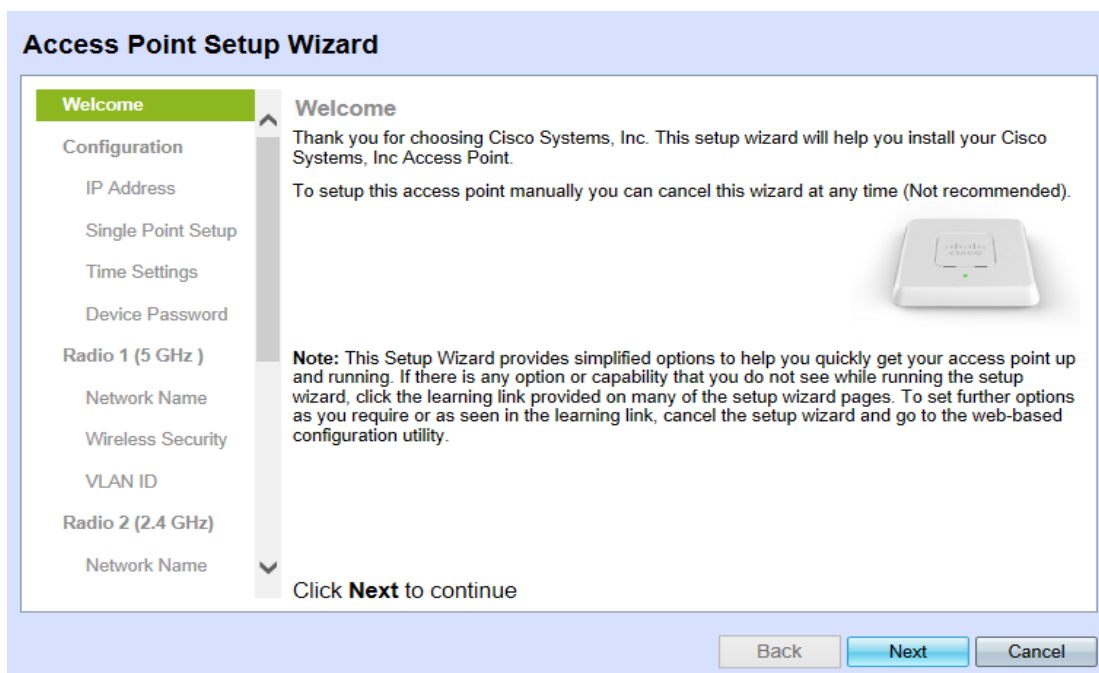 Access Point Setup Wizard
Welcome
Configuration
IP Address
Single Point Setup
Time Settings
Device Password
Radio 1 (5 GHz )
Network Name
Wireless Security
VLAN ID
Radio 2 (2.4 GHz)
Network Name
Welcome
Thank you for choosing Cisco Systems, Inc. This setup wizard will help you install your Cisco
Systems, Inc Access Point.
To setup this access point manually you can cancel this wizard at any time (Not recommended).
cisco
Note: This Setup Wizard provides simplified options to help you quickly get your access point up
and running. If there is any option or capability that you do not see while running the setup
wizard, click the learning link provided on many of the setup wizard pages. To set further options
as you require or as seen in the learning link, cancel the setup wizard and go to the web-based
configuration utility.
Click Next to continue
Back
Next
Cancel